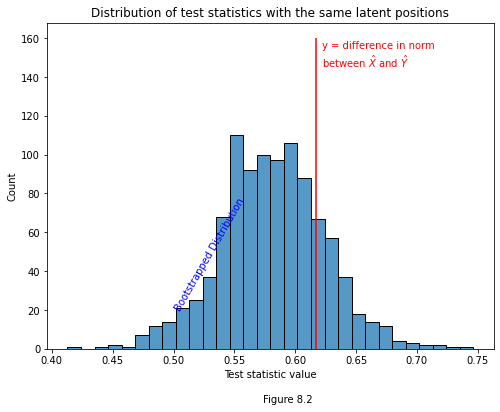 Distribution of test statistics with the same latent positions
160
y = difference in norm
between X̂ and Ŷ
140
120
100
80
60
40
20
0
Count
Bootstrapped Distribution
0.40 0.45 0.50 0.55 0.60 0.65 0.70 0.75
Test statistic value
Figure 8.2